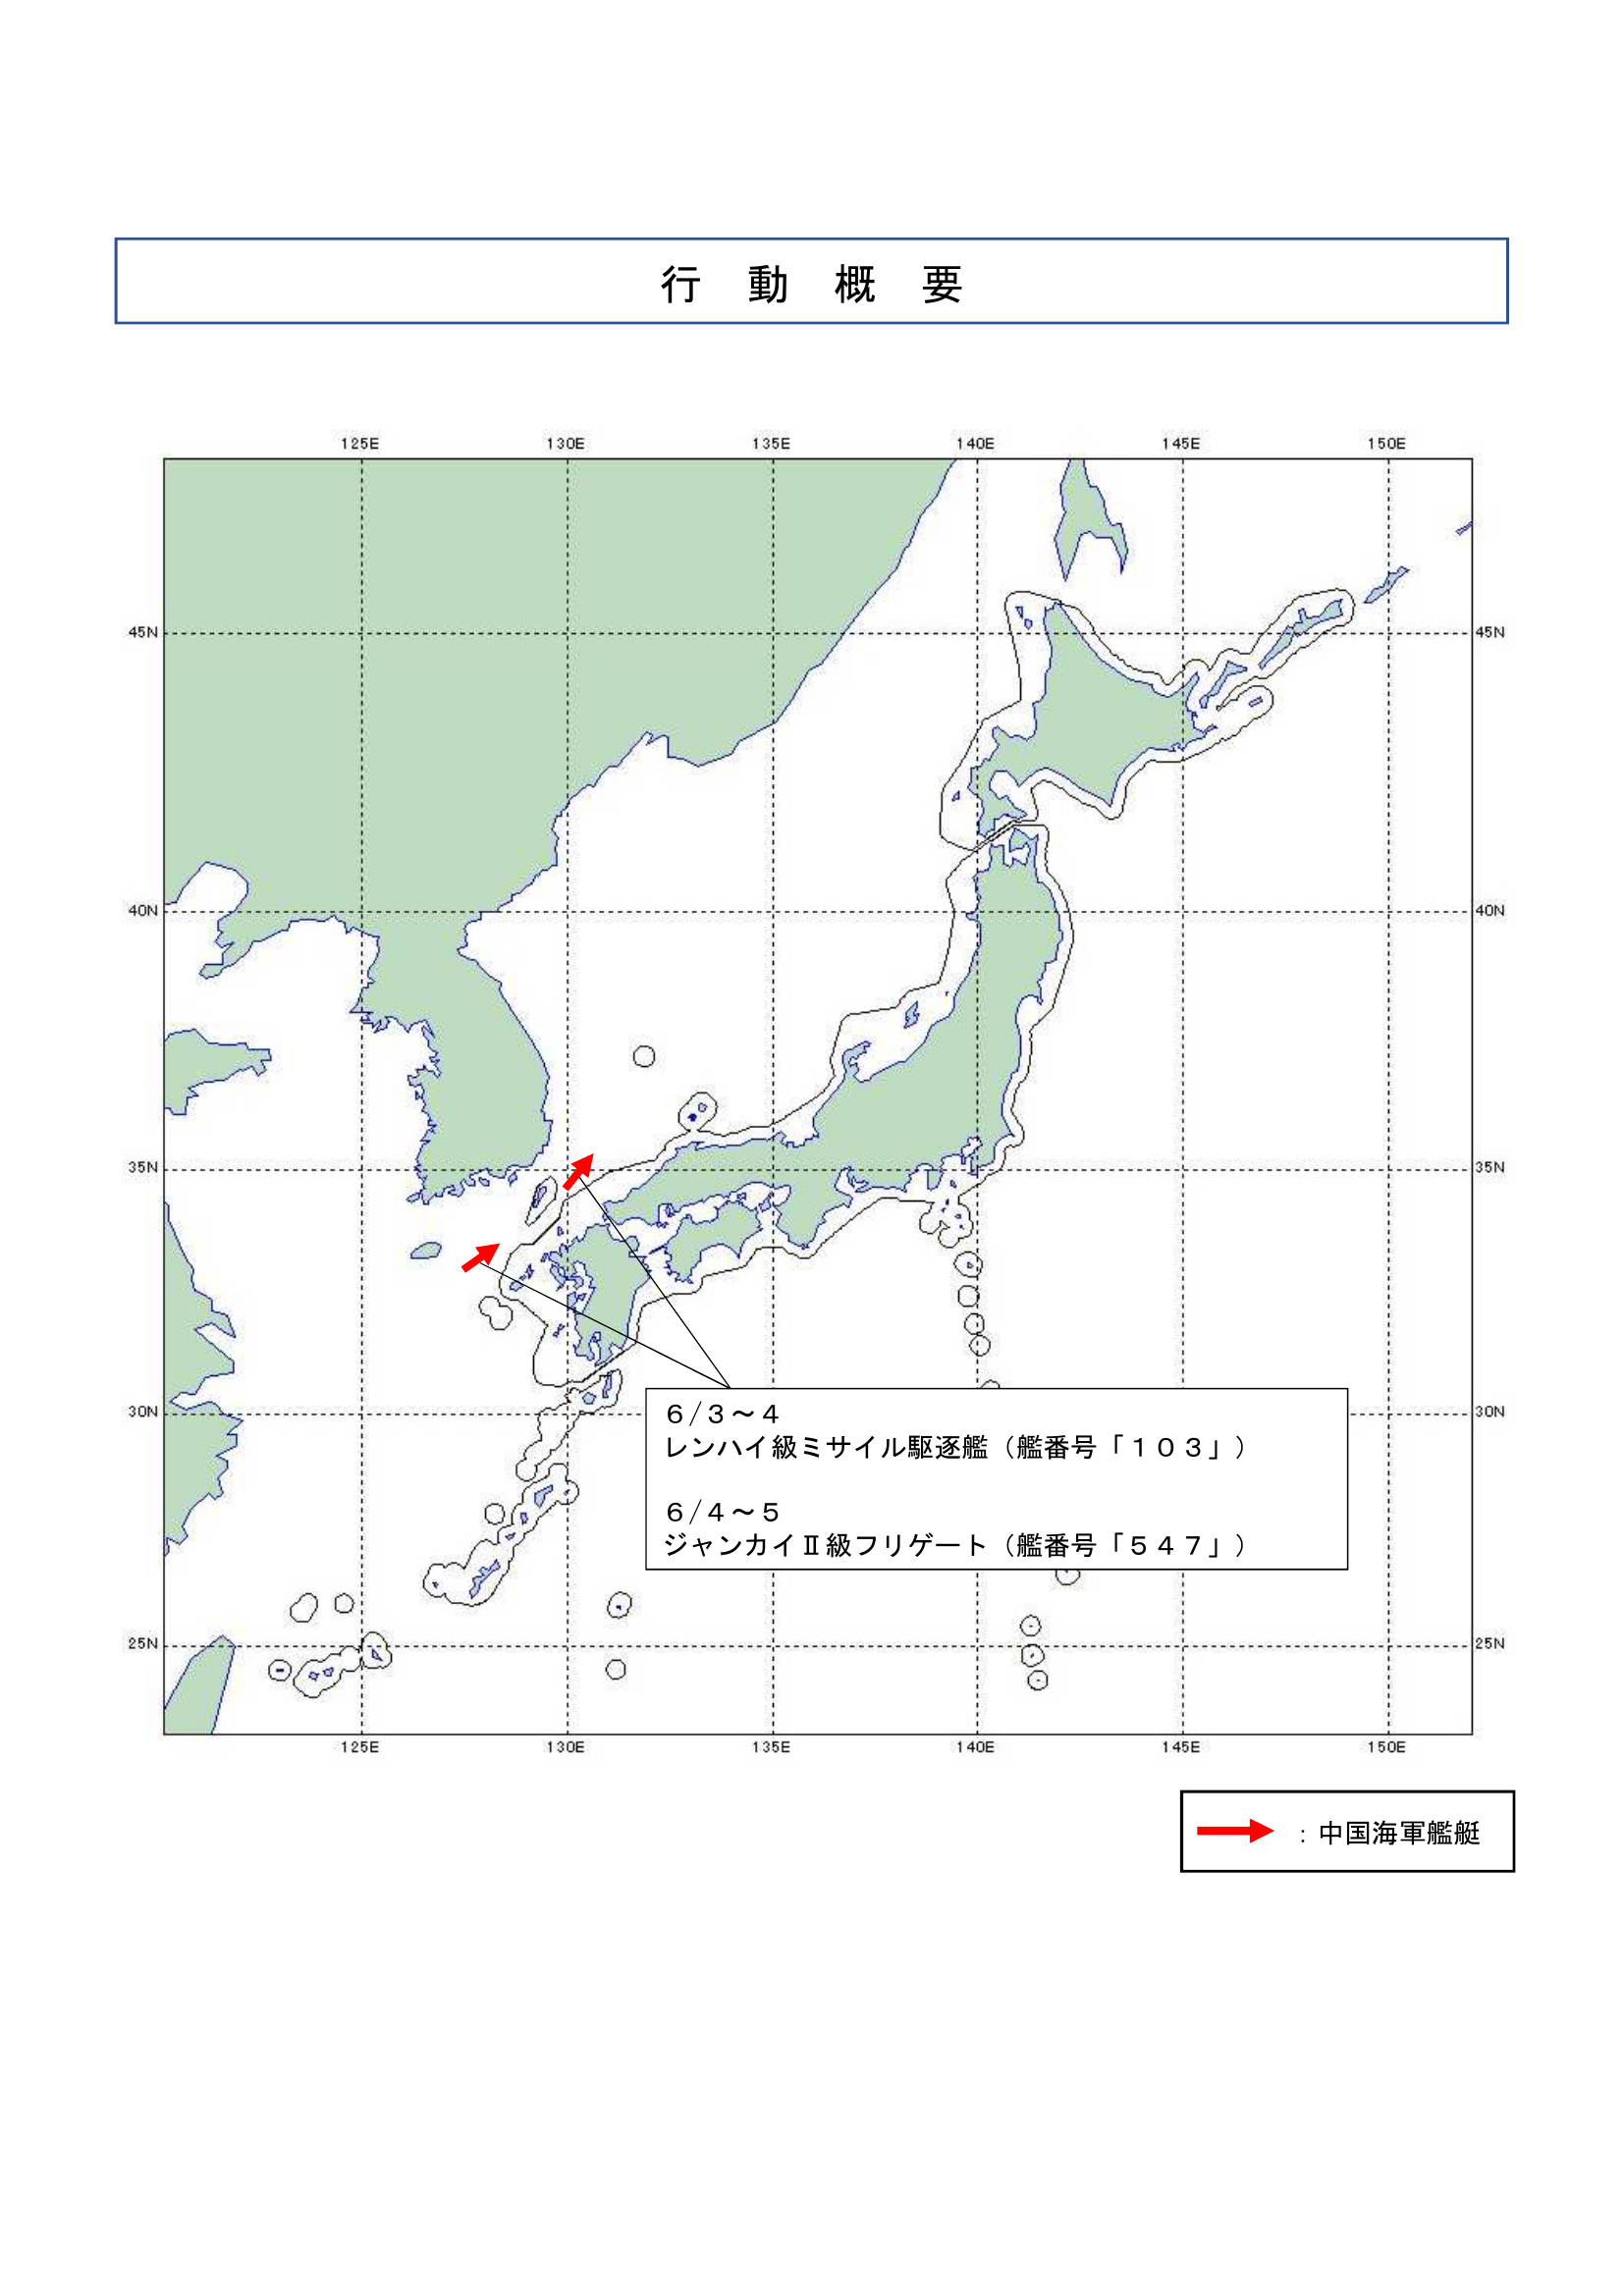 行 動 概 要
125E 130E 135E 140E 145E 150E
45N 45N
40N 40N
35N 35N
30N 30N
25N 25N
６/３～４
レンハイ級ミサイル駆逐艦（艦番号「１０３」）
６/４～５
ジャンカイⅡ級フリゲート（艦番号「５４７」）
125E 130E 135E 140E 145E 150E
：中国海軍艦艇